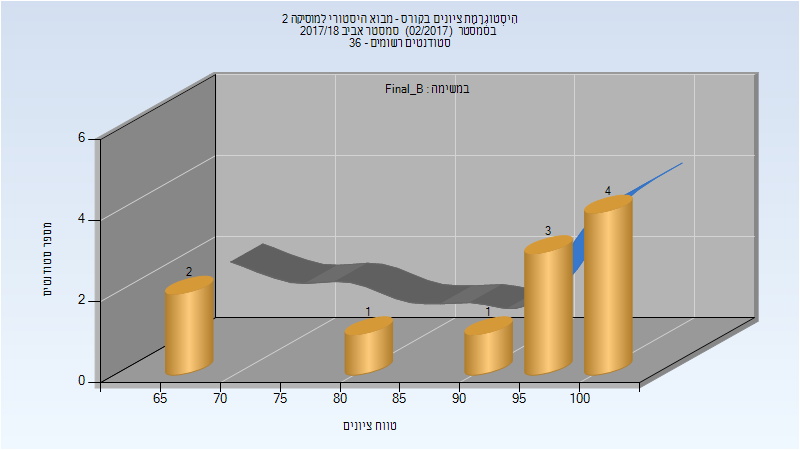 היסטוגרמת ציונים בקורס - מבוא היסטורי למוסיקה 2
בסמסטר (02/2017) סמסטר אביב 2017/18
סטודנטים רשומים - 36
במשימה : Final_B
מספר סטודנטים
6
4
2
0
2
1
1
3
4
65 70 75 80 85 90 95 100
טווח ציונים